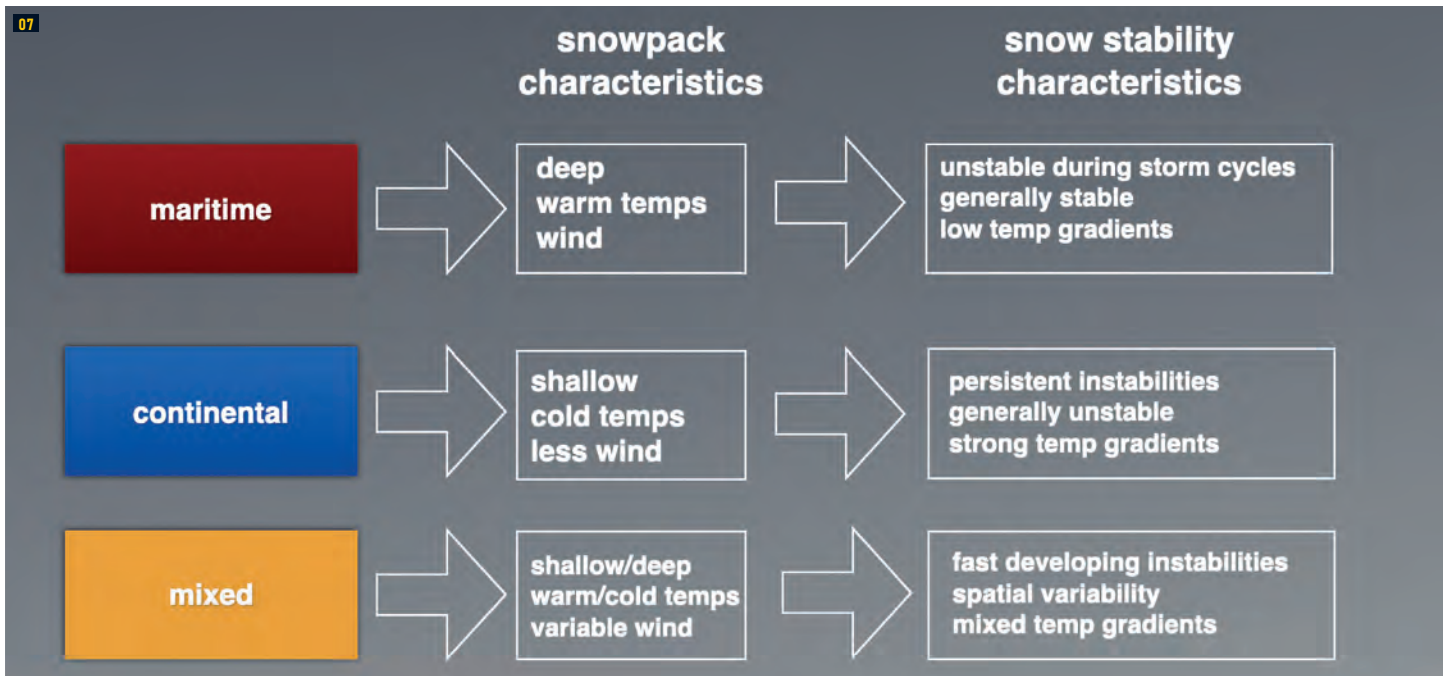 07
snowpack
characteristics
snow stability
characteristics
maritime
deep
warm temps
wind
unstable during storm cycles
generally stable
low temp gradients
continental
shallow
cold temps
less wind
persistent instabilities
generally unstable
strong temp gradients
mixed
shallow/deep
warm/cold temps
variable wind
fast developing instabilities
spatial variability
mixed temp gradients